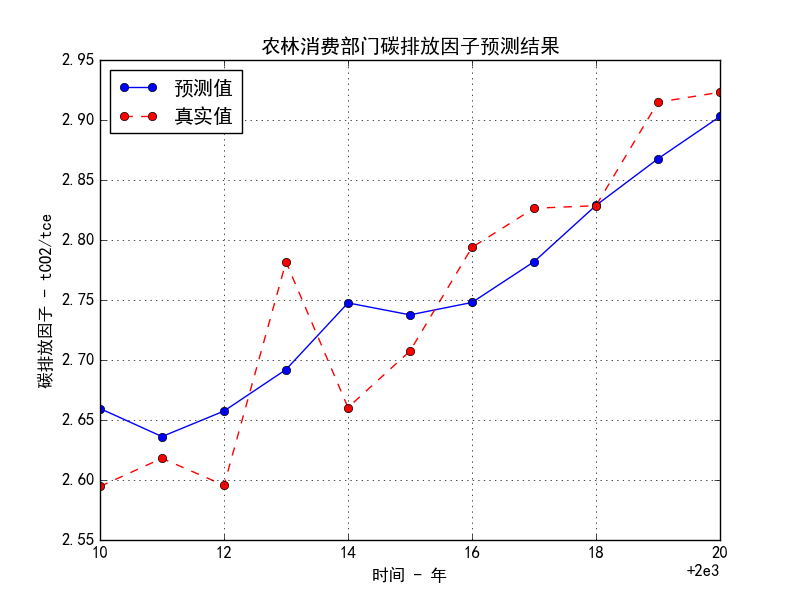 农林消费部门碳排放因子预测结果
预测值
真实值
2.95
2.90
2.85
2.80
2.75
2.70
2.65
2.60
2.55
碳排放因子 - tCO2/tce
10 12 14 16 18 20
+2e3
时间 - 年